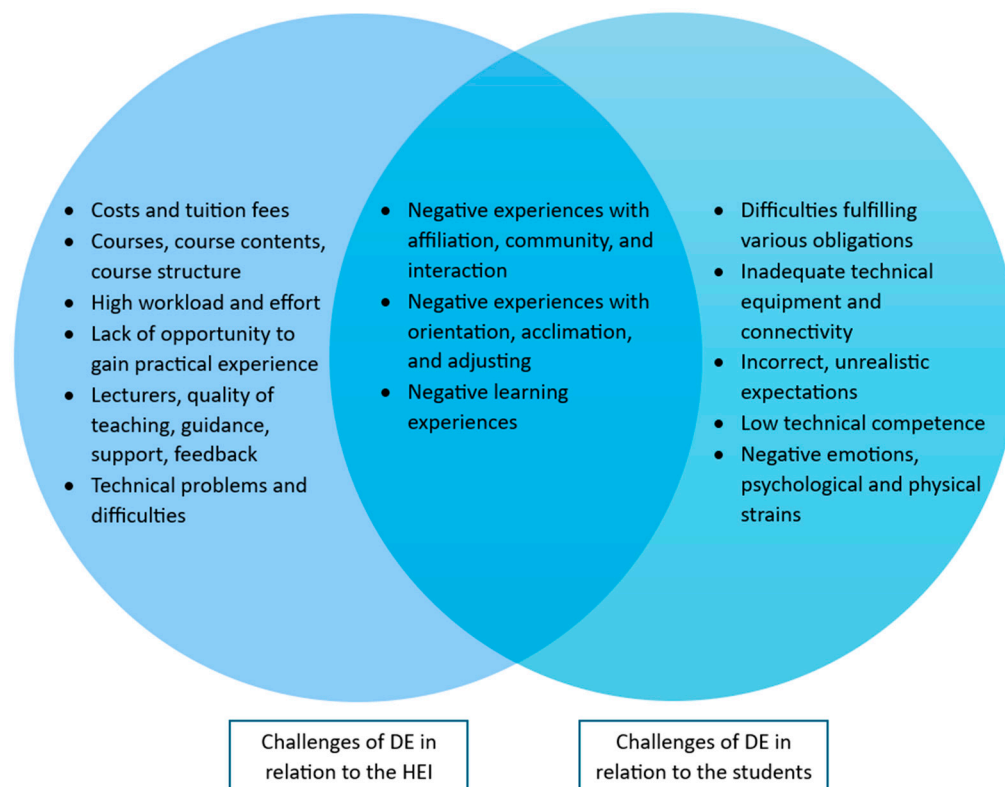 • Costs and tuition fees
• Courses, course contents,
course structure
• High workload and effort
• Lack of opportunity to
gain practical experience
• Lecturers, quality of
teaching, guidance,
support, feedback
• Technical problems and
difficulties
• Negative experiences with
affiliation, community, and
interaction
• Negative experiences with
orientation, acclimation,
and adjusting
• Negative learning
experiences
• Difficulties fulfilling
various obligations
• Inadequate technical
equipment and
connectivity
• Incorrect, unrealistic
expectations
• Low technical competence
• Negative emotions,
psychological and physical
strains
Challenges of DE in
relation to the HEI
Challenges of DE in
relation to the students